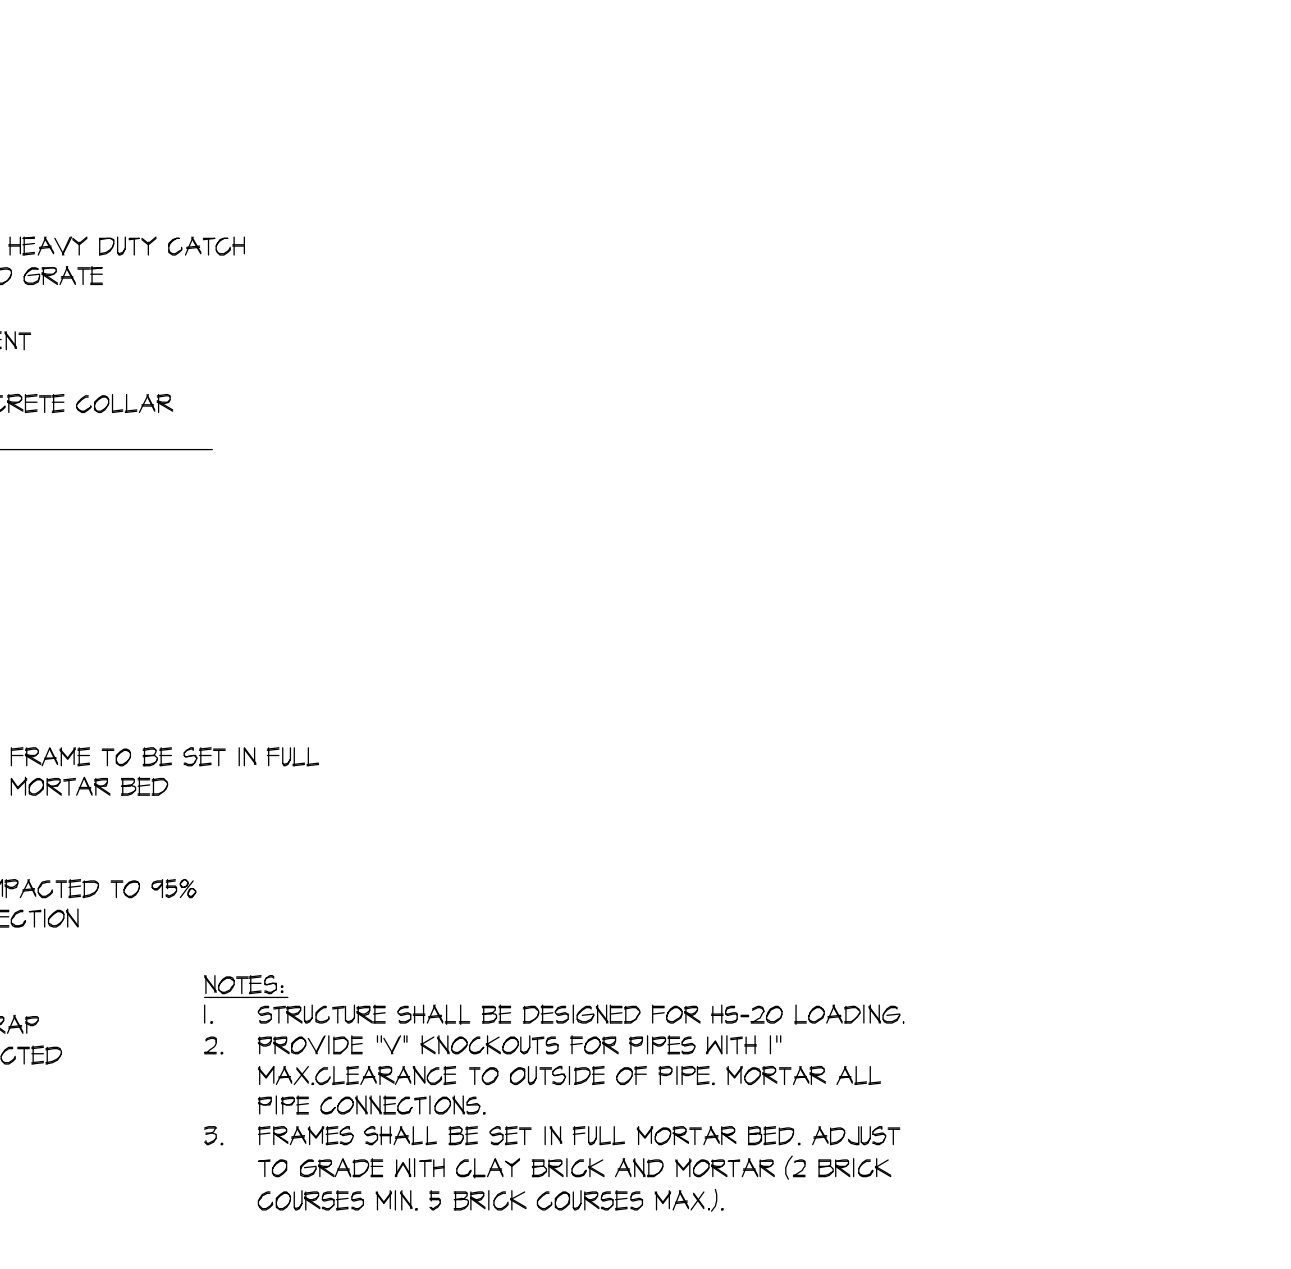 HEAVY DUTY CATCH
GRATE
COLLAR
FRAME TO BE SET IN FULL
MORTAR BED
TO 95%
NOTES:
1. STRUCTURE SHALL BE DESIGNED FOR HS-20 LOADING.
2. PROVIDE "V" KNOCKOUTS FOR PIPES WITH 1"
MAX.CLEARANCE TO OUTSIDE OF PIPE. MORTAR ALL
PIPE CONNECTIONS.
3. FRAMES SHALL BE SET IN FULL MORTAR BED. ADJUST
TO GRADE WITH CLAY BRICK AND MORTAR (2 BRICK
COURSES MIN. 5 BRICK COURSES MAX.).